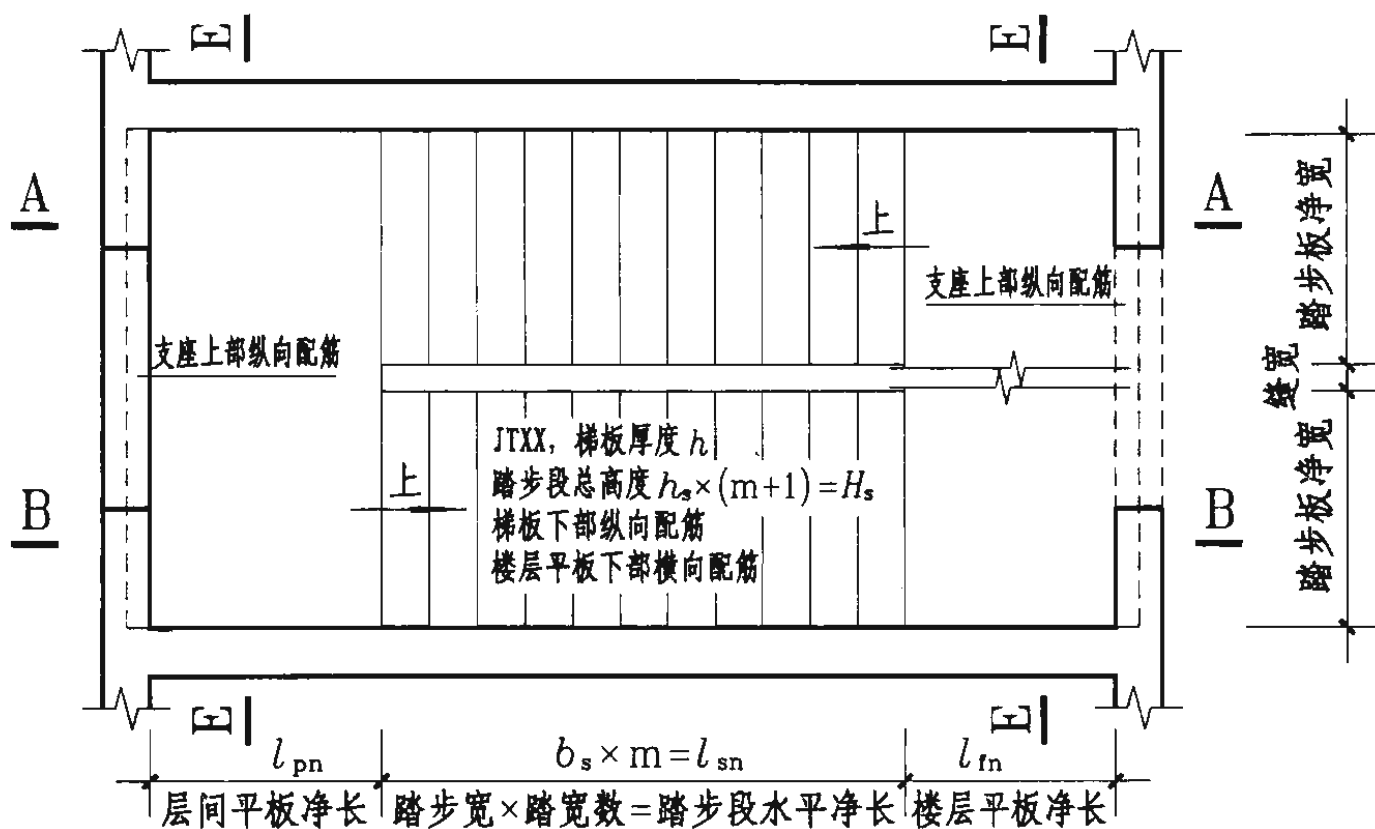 E
E
A
A
上
支座上部纵向配筋
踏步板净宽
支座上部纵向配筋
缝宽
JTXX, 梯板厚度 h
踏步段总高度 hₛ×(m+1)=Hₛ
梯板下部纵向配筋
楼层平板下部横向配筋
上
B
B
踏步板净宽
E
E
lpn
bₛ×m=lsn
lfn
层间平板净长
踏步宽×踏宽数=踏步段水平净长
楼层平板净长